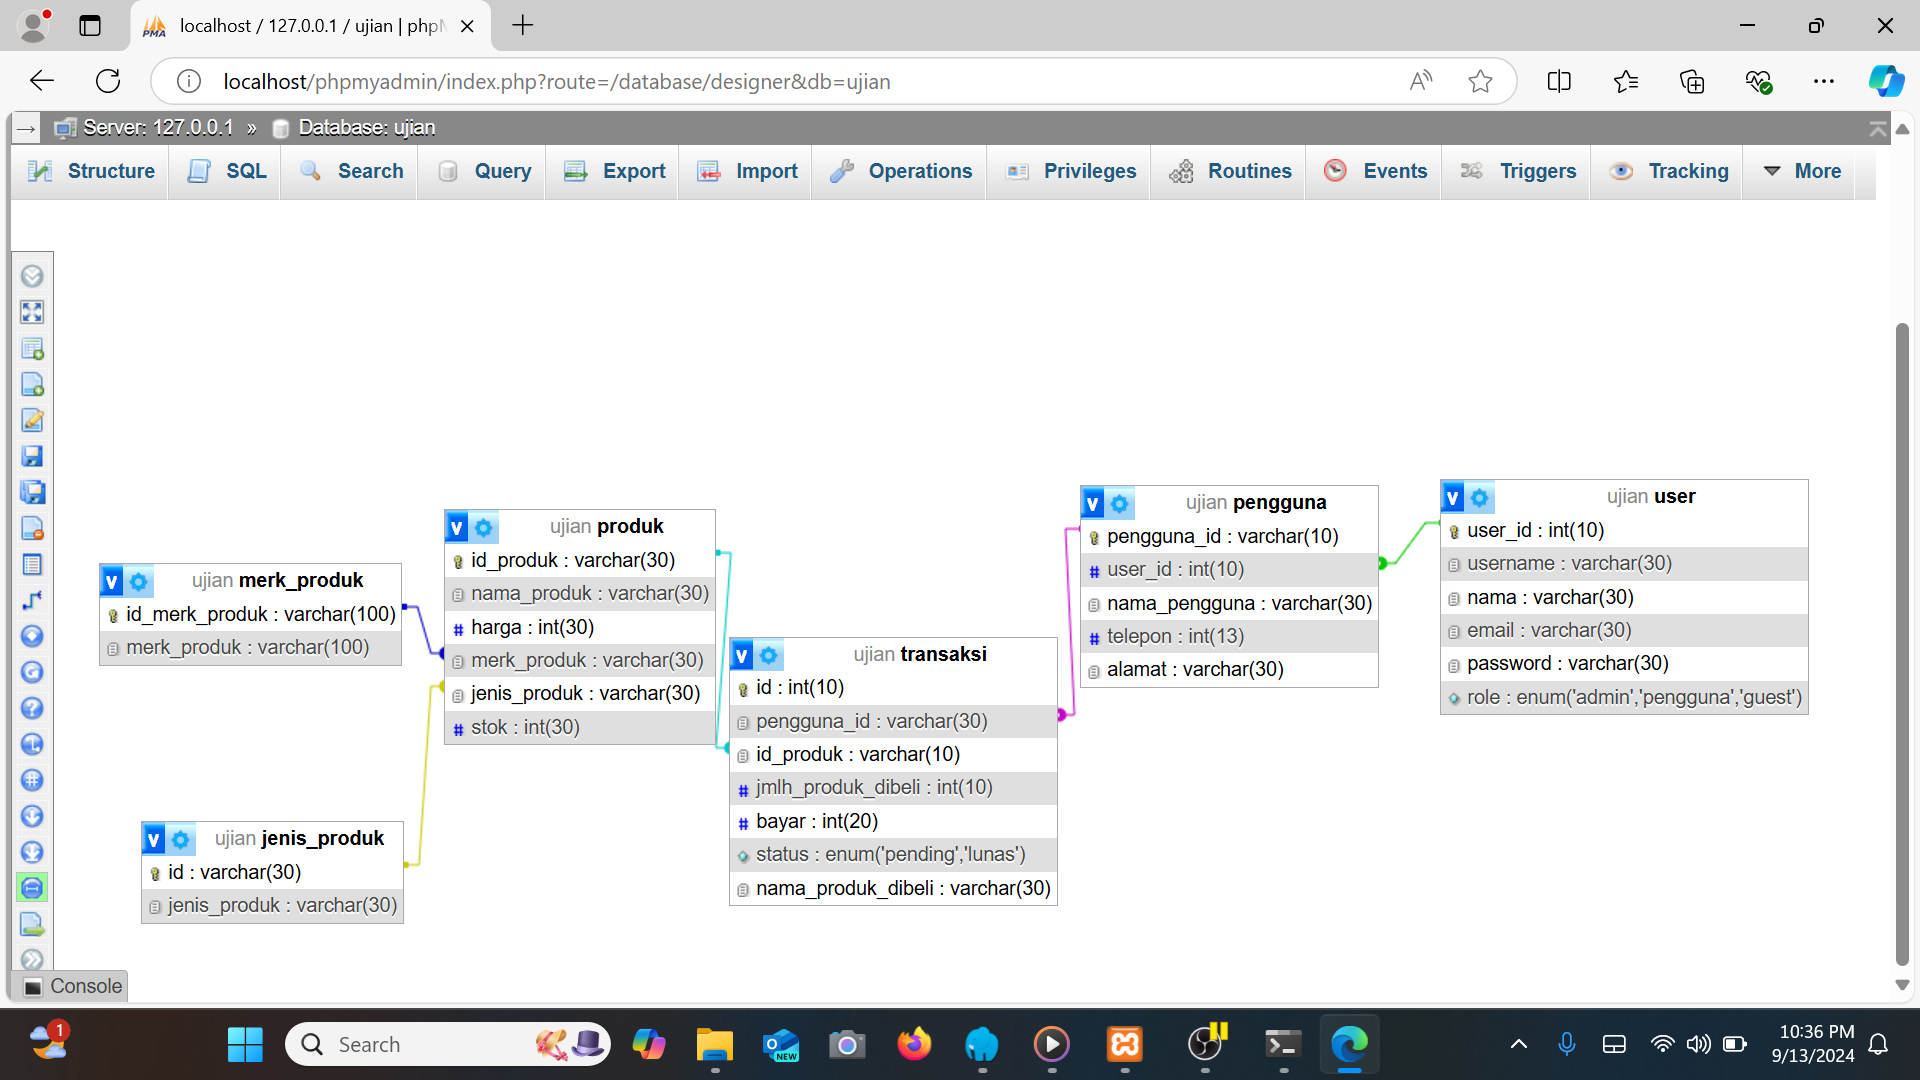 localhost / 127.0.0.1 / ujian | phpM
localhost/phpmyadmin/index.php?route=/database/designer&db=ujian
Server: 127.0.0.1 » Database: ujian
Structure SQL Search Query Export Import Operations Privileges Routines Events Triggers Tracking More
ujian merk_produk
id_merk_produk : varchar(100)
merk_produk : varchar(100)
ujian jenis_produk
id : varchar(30)
jenis_produk : varchar(30)
ujian produk
id_produk : varchar(30)
nama_produk : varchar(30)
harga : int(30)
merk_produk : varchar(30)
jenis_produk : varchar(30)
stok : int(30)
ujian transaksi
id : int(10)
pengguna_id : varchar(30)
id_produk : varchar(10)
jmlh_produk_dibeli : int(10)
bayar : int(20)
status : enum('pending','lunas')
nama_produk_dibeli : varchar(30)
ujian pengguna
pengguna_id : varchar(10)
user_id : int(10)
nama_pengguna : varchar(30)
telepon : int(13)
alamat : varchar(30)
ujian user
user_id : int(10)
username : varchar(30)
nama : varchar(30)
email : varchar(30)
password : varchar(30)
role : enum('admin','pengguna','guest')
Console
1
Search
NEW
10:36 PM
9/13/2024